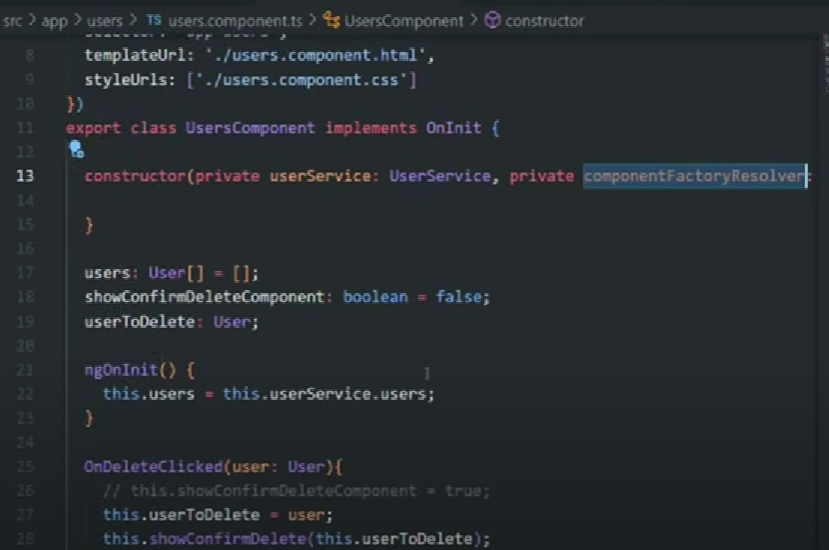 src > app > users > TS users.component.ts > UsersComponent > constructor
8 templateUrl: './users.component.html',
9 styleUrls: ['./users.component.css']
10 })
11 export class UsersComponent implements OnInit {
12
13 constructor(private userService: UserService, private componentFactoryResolver:
14
15 }
16
17 users: User[] = [];
18 showConfirmDeleteComponent: boolean = false;
19 userToDelete: User;
20
21 ngOnInit() {
22 this.users = this.userService.users;
23 }
24
25 OnDeleteClicked(user: User){
26 // this.showConfirmDeleteComponent = true;
27 this.userToDelete = user;
28 this.showConfirmDelete(this.userToDelete);